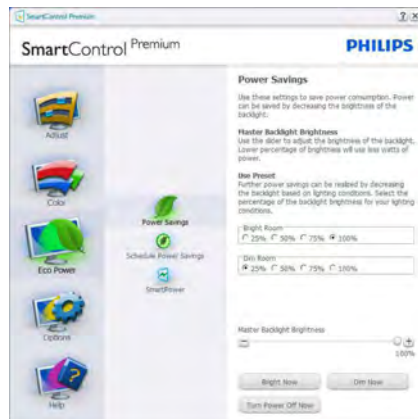 SmartControl Premium
SmartControl Premium
PHILIPS
Adjust
Color
Eco Power
Options
Help
Power Savings
Schedule Power Savings
SmartPower
Power Savings
Use these settings to save power consumption. Power
can be saved by decreasing the brightness of the
backlight.
Master Backlight Brightness
Use the slider to adjust the brightness of the backlight.
Lower percentage of brightness will use less watts of
power.
Use Preset
Further power savings can be realized by decreasing
the backlight based on lighting conditions. Select the
percentage of the backlight brightness for your lighting
conditions.
Bright Room
25% 50% 75% 100%
Dim Room
25% 50% 75% 100%
Master Backlight Brightness
100%
Bright Now
Dim Now
Turn Power Off Now